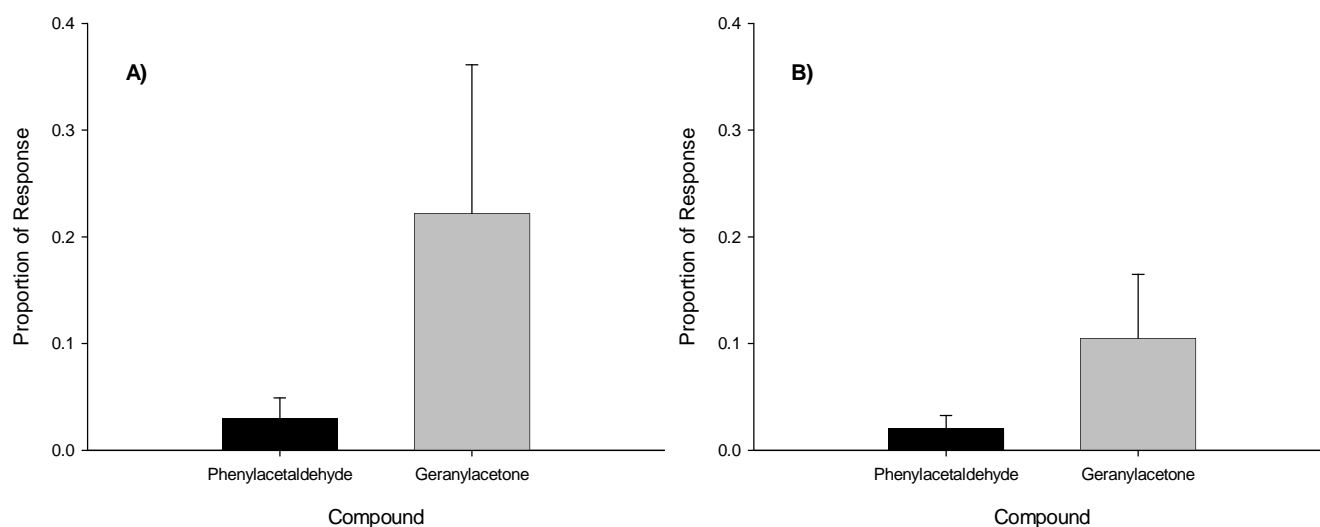 A)
Proportion of Response
0.4
0.3
0.2
0.1
0.0
Phenylacetaldehyde Geranylacetone
Compound
B)
Proportion of Response
0.4
0.3
0.2
0.1
0.0
Phenylacetaldehyde Geranylacetone
Compound